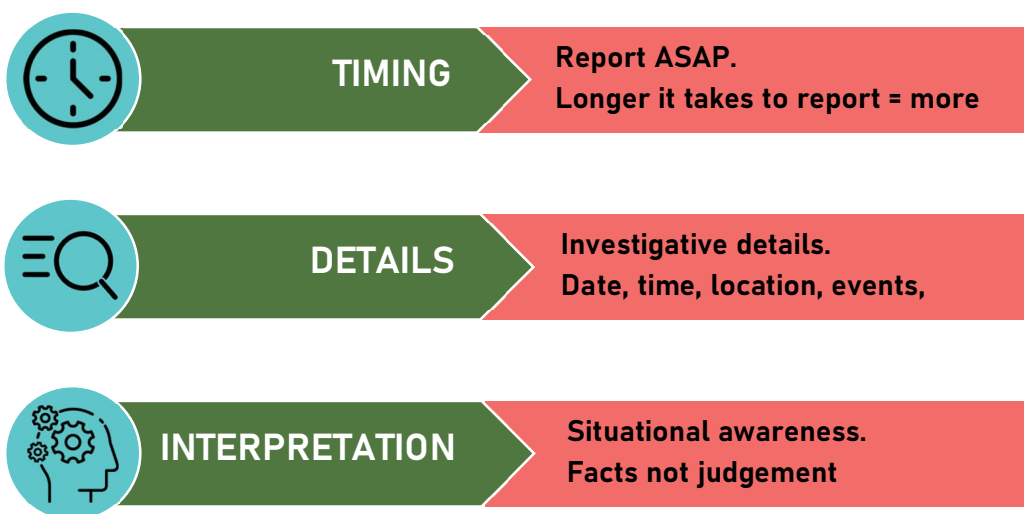 TIMING
Report ASAP.
Longer it takes to report = more
DETAILS
Investigative details.
Date, time, location, events,
INTERPRETATION
Situational awareness.
Facts not judgement